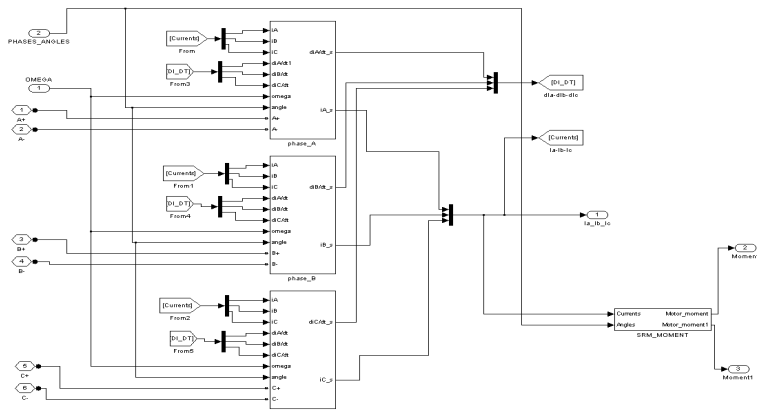 2
PHASES_ANGLES
OMEGA
1
1
A+
2
A-
3
B+
4
B-
5
C+
6
C-
[Currents]
From
[DI_DT]
From3
iA
iB
iC
diA/dt1
diB/dt
diC/dt
omega
angle
A+
A-
diA/dt_s
iA_s
phase_A
[Currents]
From1
[DI_DT]
From4
iA
iB
iC
diA/dt
diB/dt
diC/dt
omega
angle
B+
B-
diB/dt_s
iB_s
phase_B
[Currents]
From2
[DI_DT]
From5
iA
iB
iC
diA/dt
diB/dt
diC/dt
omega
angle
C+
C-
diC/dt_s
iC_s
[DI_DT]
dIa-dIb-dIc
[Currents]
Ia-Ib-Ic
1
Ia_Ib_Ic
Currents
Angles
Motor_moment
Motor_moment1
SRM_MOMENT
2
Moment
3
Moment1